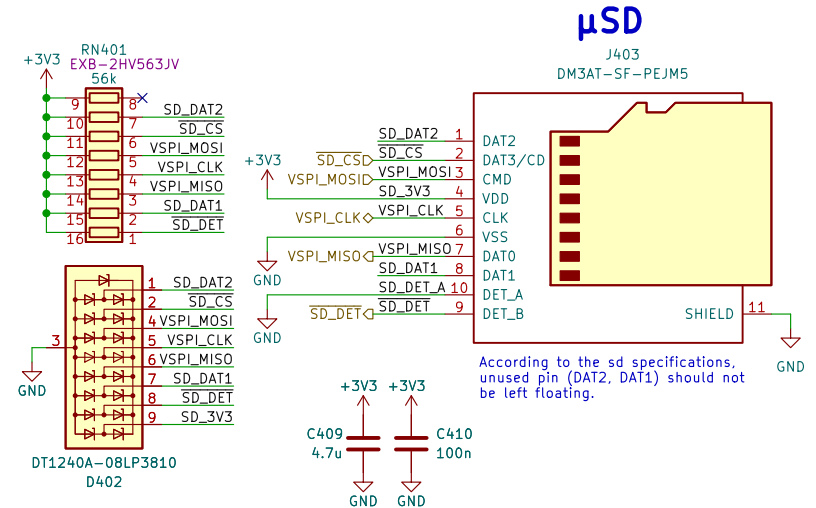 μSD
RN401
EXB-2HV563JV
56k
+3V3
9
8
10
7
SD_DAT2
11
6
SD_CS
12
5
VSPI_MOSI
13
4
VSPI_CLK
14
3
VSPI_MISO
15
2
SD_DAT1
16
1
SD_DET
J403
DM3AT-SF-PEJM5
SD_DAT2
1
DAT2
SD_CS
SD_CS
2
DAT3/CD
VSPI_MOSI
VSPI_MOSI
3
CMD
+3V3
SD_3V3
4
VDD
VSPI_CLK
VSPI_CLK
5
CLK
6
VSS
GND
VSPI_MISO
VSPI_MISO
7
DAT0
SD_DAT1
8
DAT1
SD_DET_A
10
DET_A
GND
SD_DET
SD_DET
9
DET_B
SHIELD
11
GND
According to the sd specifications,
unused pin (DAT2, DAT1) should not
be left floating.
1
SD_DAT2
2
SD_CS
4
VSPI_MOSI
3
5
VSPI_CLK
GND
6
VSPI_MISO
7
SD_DAT1
8
SD_DET
9
SD_3V3
DT1240A-08LP3810
D402
+3V3
+3V3
C409
4.7u
C410
100n
GND
GND